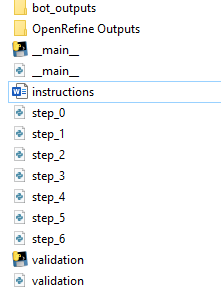 bot_outputs
OpenRefine Outputs
__main__
__main__
instructions
step_0
step_1
step_2
step_3
step_4
step_5
step_6
validation
validation